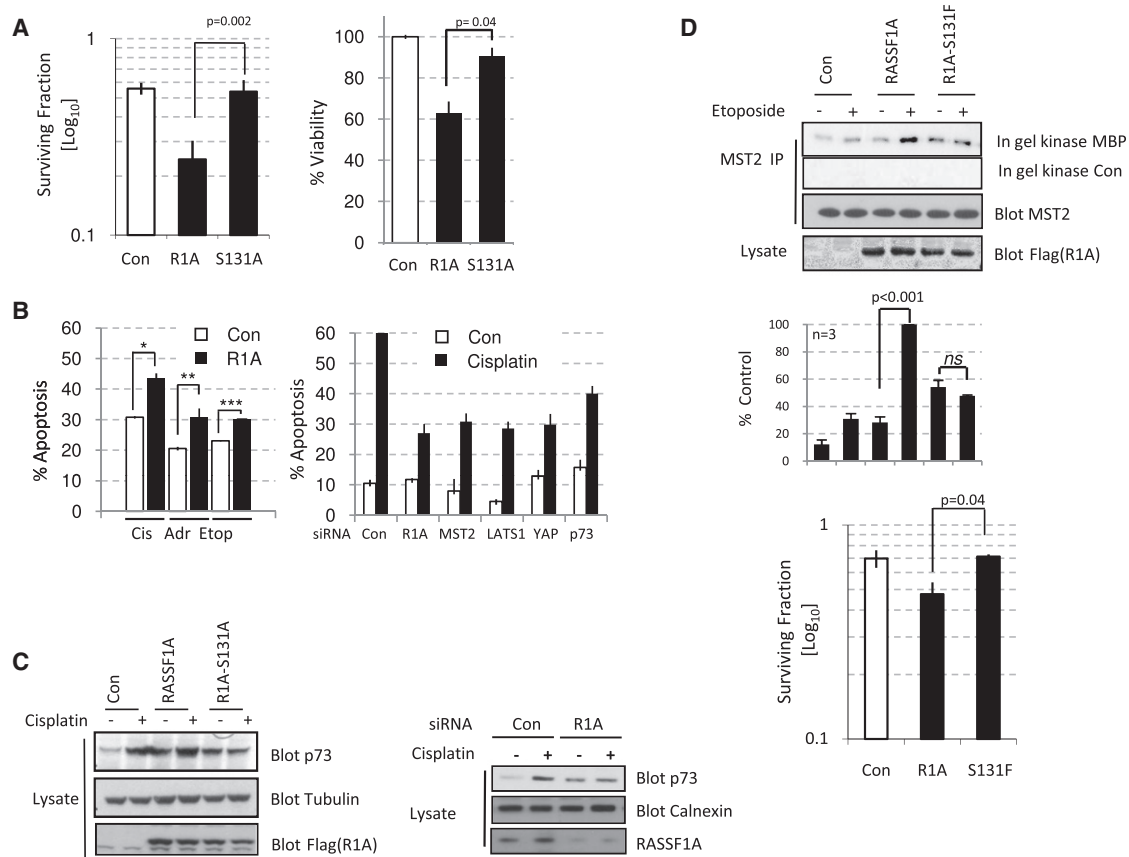 A
p=0.002
1
0.1
Surviving Fraction
[Log10]
Con R1A S131A
p= 0.04
100
80
60
40
20
0
% Viability
Con R1A S131A
B
60
50
40
30
20
10
0
% Apoptosis
Con
R1A
*
**
***
Cis Adr Etop
60
50
40
30
20
10
0
% Apoptosis
Con
Cisplatin
siRNA Con R1A MST2 LATS1 YAP p73
C
Con
RASSF1A
R1A-S131A
Cisplatin - + - + - +
Blot p73
Lysate
Blot Tubulin
Blot Flag(R1A)
siRNA Con R1A
Cisplatin - + - +
Blot p73
Lysate
Blot Calnexin
RASSF1A
D
Con
RASSF1A
R1A-S131F
Etoposide - + - + - +
MST2 IP
In gel kinase MBP
In gel kinase Con
Blot MST2
Lysate
Blot Flag(R1A)
p<0.001
n=3
ns
100
80
60
40
20
0
% Control
p=0.04
1
0.1
Surviving Fraction
[Log10]
Con R1A S131F